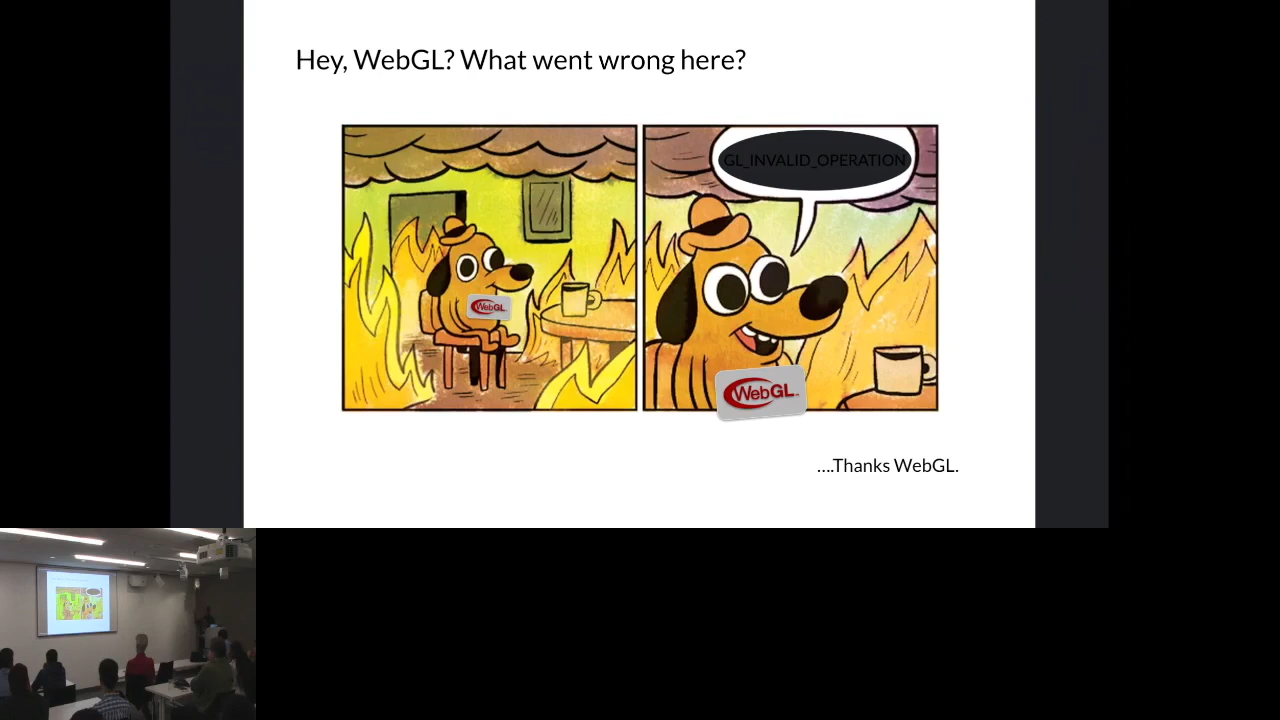 Hey, WebGL? What went wrong here?
GL_INVALID_OPERATION
WebGL
WebGL
....Thanks WebGL.